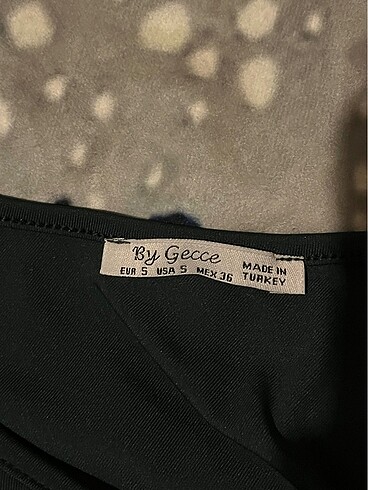 By Gecce
EUR S USA S MEX 36
MADE IN
TURKEY